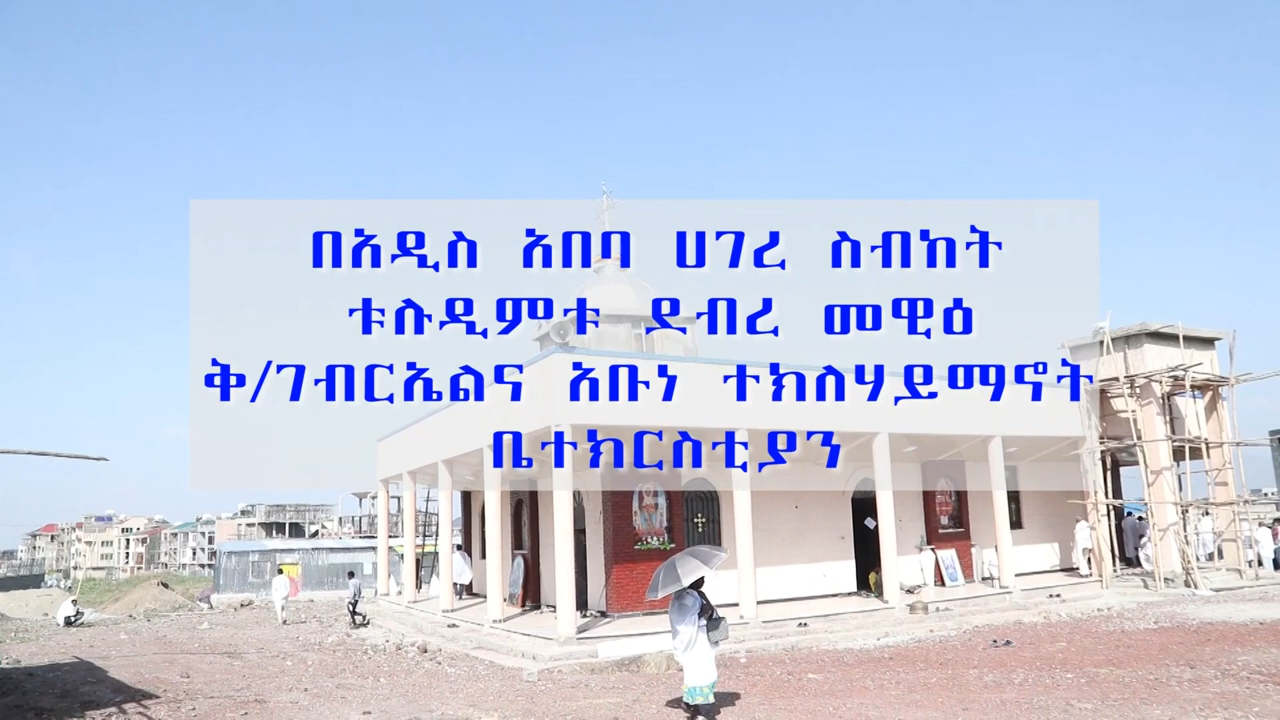 በአዲስ አበባ ሀገረ ስብከት
ቱሉዲምቱ ደብረ መዊዕ
ቅ/ገብርኤልና አቡነ ተክለሃይማኖት
ቤተክርስቲያን